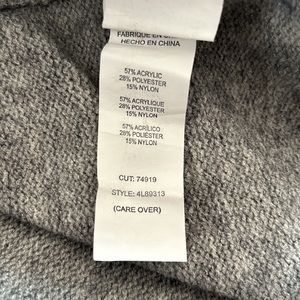 FABRIQUÉ EN CHINE
HECHO EN CHINA
57% ACRYLIC
28% POLYESTER
15% NYLON
57% ACRYLIQUE
28% POLYESTER
15% NYLON
57% ACRÍLICO
28% POLIÉSTER
15% NYLON
CUT: 74919
STYLE: 4L89313
(CARE OVER)